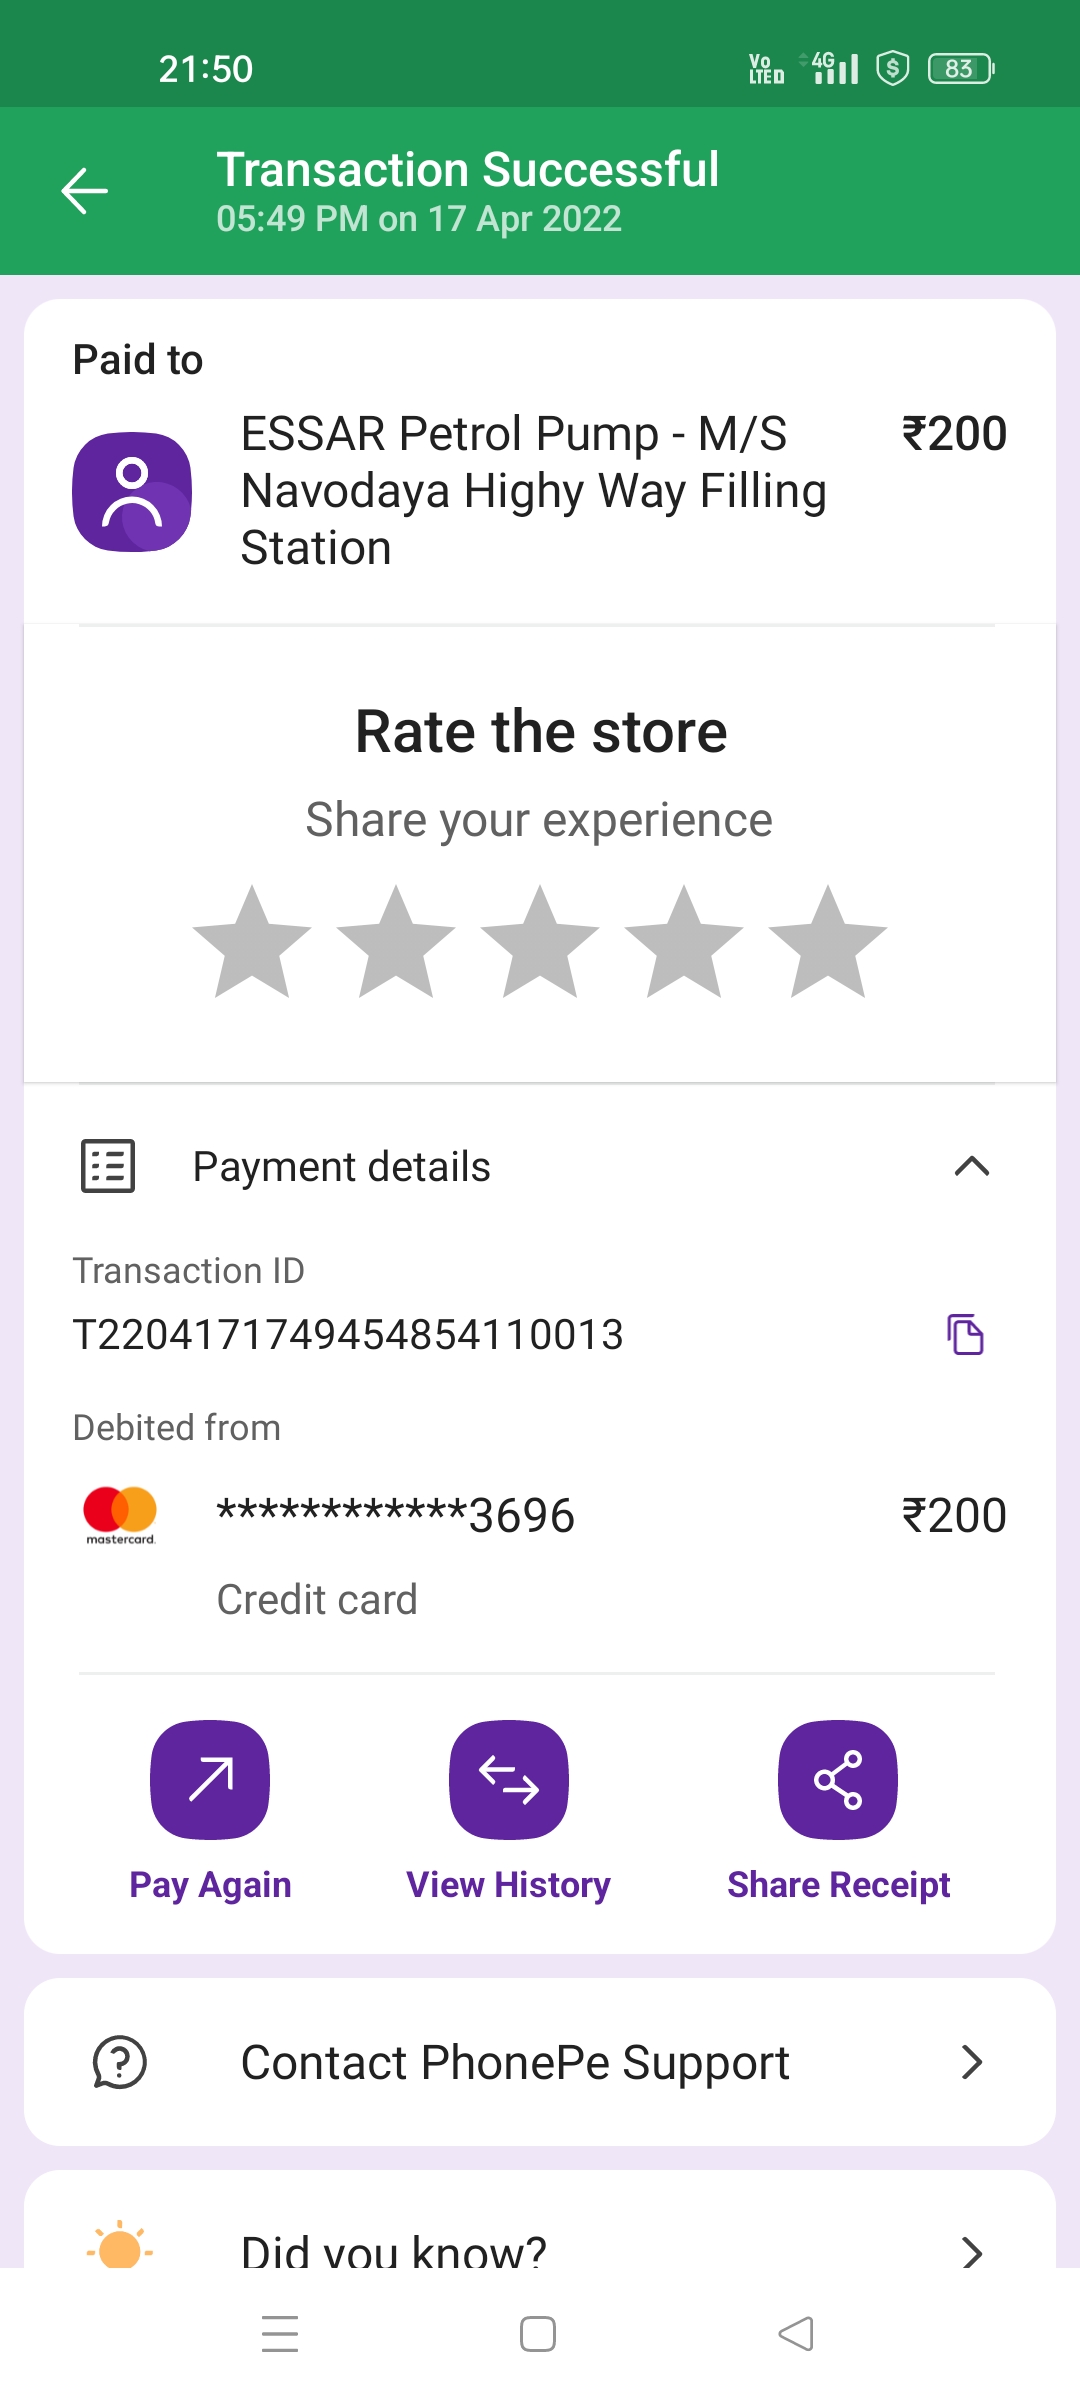 21:50
Vo LTE 4G 83
Transaction Successful
05:49 PM on 17 Apr 2022
Paid to
ESSAR Petrol Pump - M/S ₹200
Navodaya Highy Way Filling
Station
Rate the store
Share your experience
Payment details
Transaction ID
T2204171749454854110013
Debited from
************3696 ₹200
mastercard.
Credit card
Pay Again View History Share Receipt
Contact PhonePe Support
Did you know?